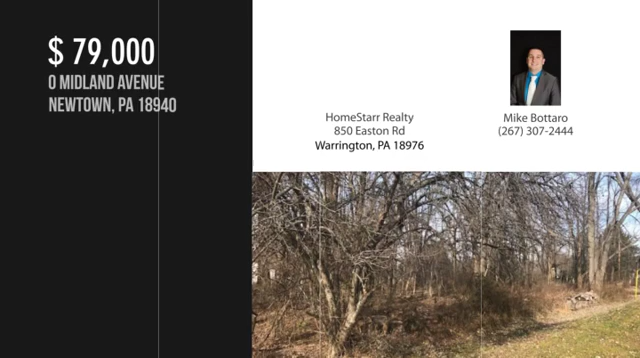 $ 79,000
0 MIDLAND AVENUE
NEWTOWN, PA 18940
HomeStarr Realty
850 Easton Rd
Warrington, PA 18976
Mike Bottaro
(267) 307-2444